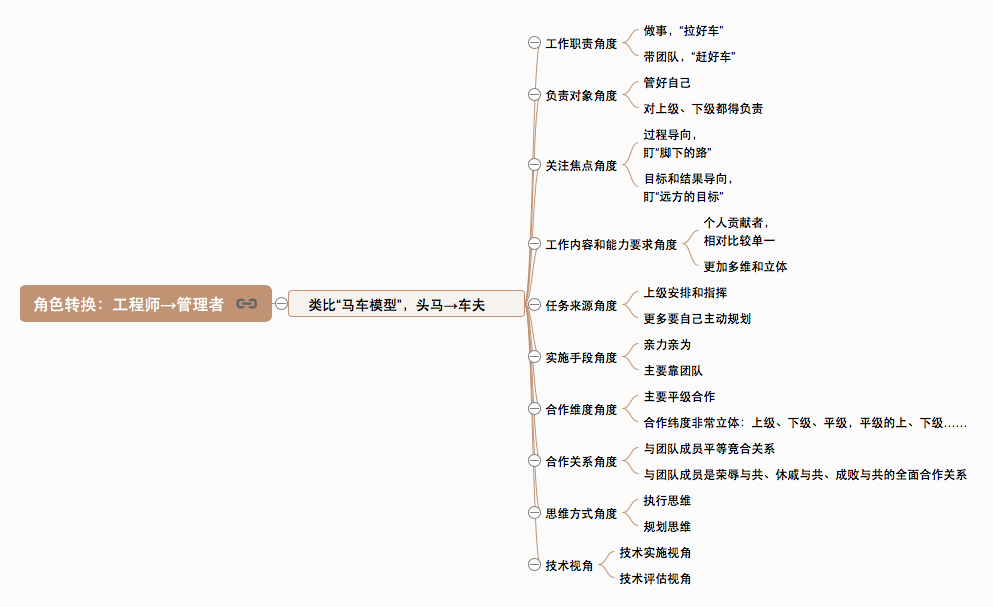 角色转换：工程师→管理者
类比“马车模型”，头马→车夫
工作职责角度
做事，“拉好车”
带团队，“赶好车”
负责对象角度
管好自己
对上级、下级都得负责
关注焦点角度
过程导向，
盯“脚下的路”
目标和结果导向，
盯“远方的目标”
工作内容和能力要求角度
个人贡献者，
相对比较单一
更加多维和立体
任务来源角度
上级安排和指挥
更多要自己主动规划
实施手段角度
亲力亲为
主要靠团队
合作维度角度
主要平级合作
合作纬度非常立体：上级、下级、平级，平级的上、下级……
合作关系角度
与团队成员平等竞合关系
与团队成员是荣辱与共、休戚与共、成败与共的全面合作关系
思维方式角度
执行思维
规划思维
技术视角
技术实施视角
技术评估视角